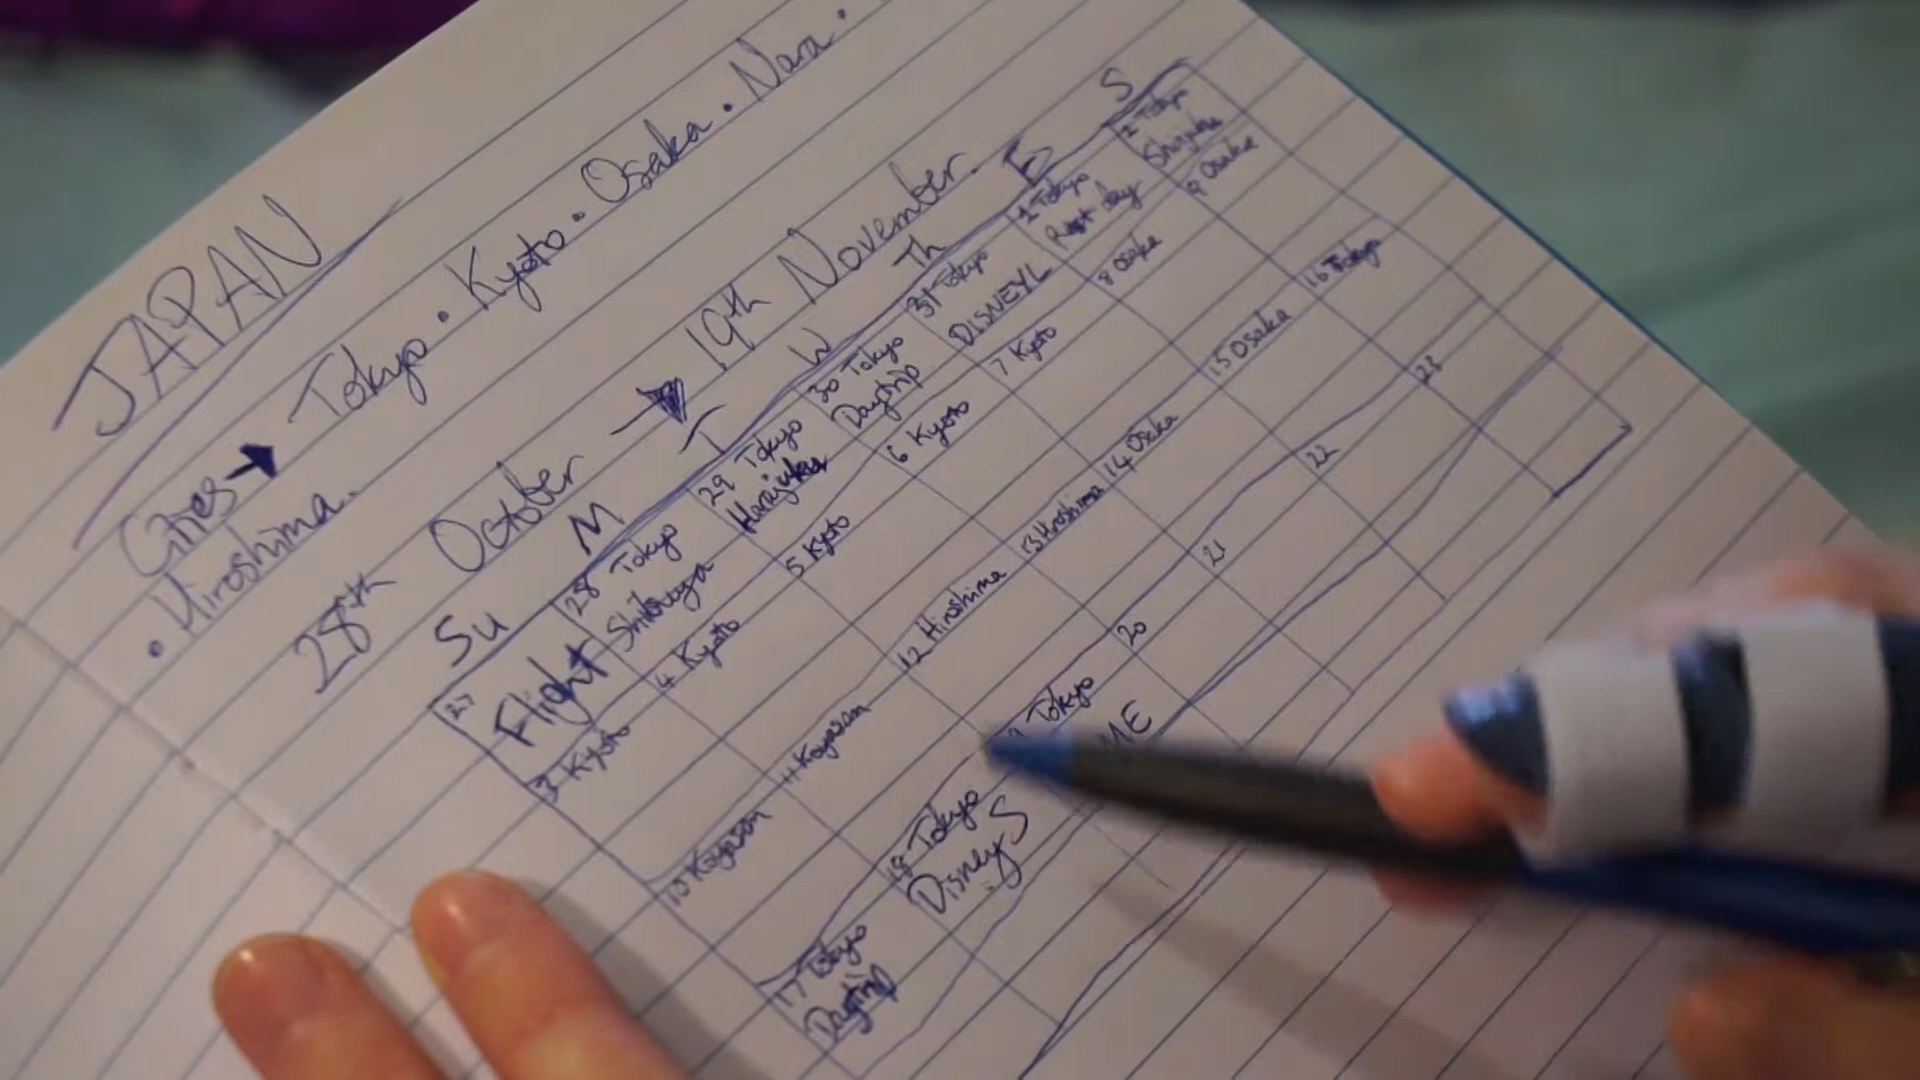 JAPAN
Cities → Tokyo • Kyoto • Osaka • Nara •
• Hiroshima.
28th October → 19th November.
Su M T W Th F S
27 28 Tokyo 29 Tokyo 30 Tokyo 31 Tokyo 1 Tokyo 2 Tokyo
Flight Shibuya Harajuku Daytrip DISNEYL Rest day
3 Kyoto 4 Kyoto 5 Kyoto 6 Kyoto 7 Kyoto 8 Osaka 9 Osaka
10 Koyasan 11 Koyasan 12 Hiroshima 13 Hiroshima 14 Osaka 15 Osaka 16 Tokyo
17 Tokyo 18 Tokyo 19 Tokyo 20 21 22 23
Daytrip DisneyS ME